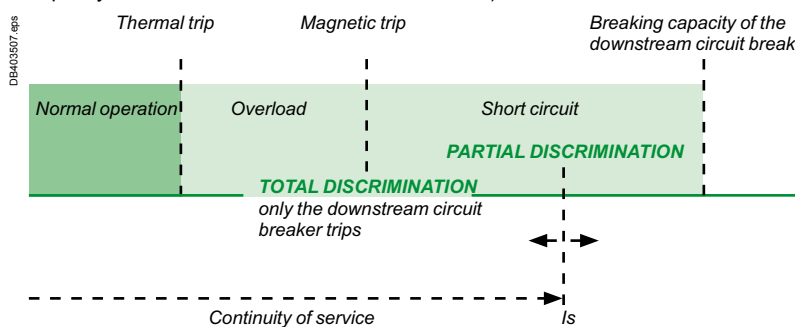 DB403507.eps
Thermal trip
Magnetic trip
Breaking capacity of the
downstream circuit break
Normal operation
Overload
Short circuit
PARTIAL DISCRIMINATION
TOTAL DISCRIMINATION
only the downstream circuit
breaker trips
Continuity of service
Is